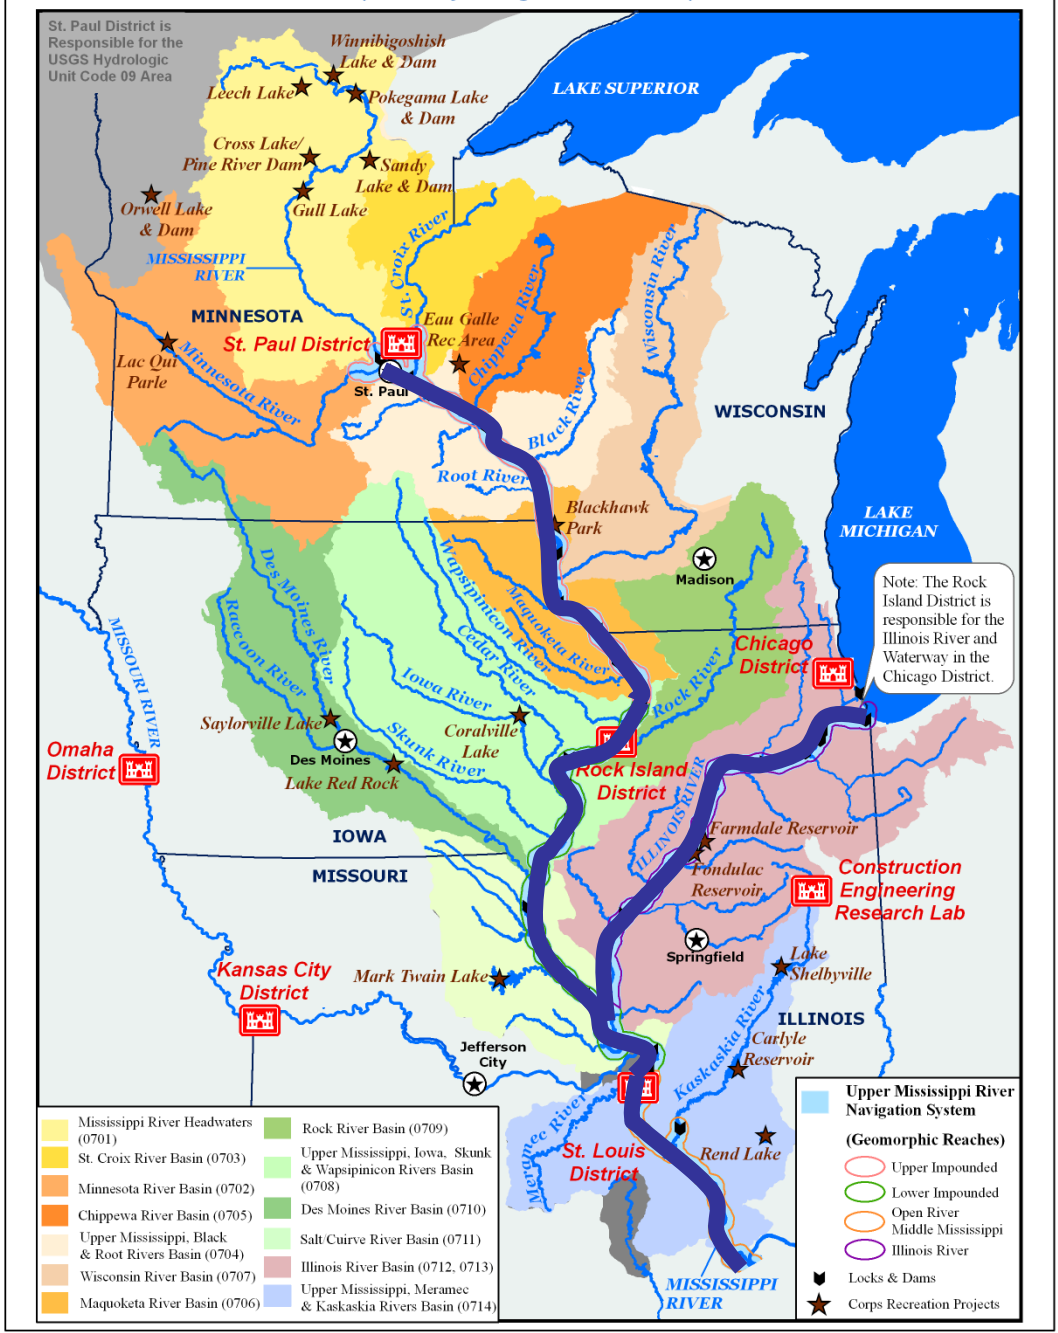 St. Paul District is
Responsible for the
USGS Hydrologic
Unit Code 09 Area
Winnibigoshish
Lake & Dam
Leech Lake
Pokegama Lake
& Dam
LAKE SUPERIOR
Cross Lake/
Pine River Dam
Sandy
Lake & Dam
Orwell Lake
& Dam
Gull Lake
MISSISSIPPI
RIVER
St. Croix River
MINNESOTA
St. Paul District
Eau Galle
Rec Area
Chippewa River
Wisconsin River
Lac Qui
Parle
Minnesota River
St. Paul
Black River
WISCONSIN
Root River
Blackhawk
Park
LAKE
MICHIGAN
Madison
Note: The Rock
Island District is
responsible for the
Illinois River and
Waterway in the
Chicago District.
Des Moines River
Raccoon River
Wapsipinicon River
Maquoketa River
Cedar River
Iowa River
Skunk River
Rock River
Chicago
District
MISSOURI RIVER
Saylorville Lake
Des Moines
Lake Red Rock
Coralville
Lake
Omaha
District
Rock Island
District
ILLINOIS RIVER
Farmdale Reservoir
Fondulac
Reservoir
IOWA
MISSOURI
Construction
Engineering
Research Lab
Springfield
Lake
Shelbyville
Kansas City
District
Mark Twain Lake
ILLINOIS
Jefferson
City
Kaskaskia River
Carlyle
Reservoir
Meramec River
St. Louis
District
Rend Lake
MISSISSIPPI
RIVER
Mississippi River Headwaters
(0701)
St. Croix River Basin (0703)
Minnesota River Basin (0702)
Chippewa River Basin (0705)
Upper Mississippi, Black
& Root Rivers Basin (0704)
Wisconsin River Basin (0707)
Maquoketa River Basin (0706)
Rock River Basin (0709)
Upper Mississippi, Iowa, Skunk
& Wapsipinicon Rivers Basin
(0708)
Des Moines River Basin (0710)
Salt/Cuirve River Basin (0711)
Illinois River Basin (0712, 0713)
Upper Mississippi, Meramec
& Kaskaskia Rivers Basin (0714)
Upper Mississippi River
Navigation System
(Geomorphic Reaches)
Upper Impounded
Lower Impounded
Open River
Middle Mississippi
Illinois River
Locks & Dams
Corps Recreation Projects